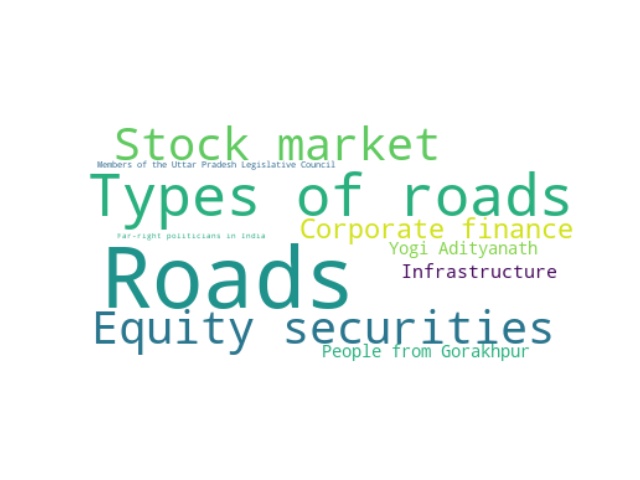 Stock market
Members of the Uttar Pradesh Legislative Council
Types of roads
Corporate finance
Far-right politicians in India
Yogi Adityanath
Roads
Infrastructure
Equity securities
People from Gorakhpur